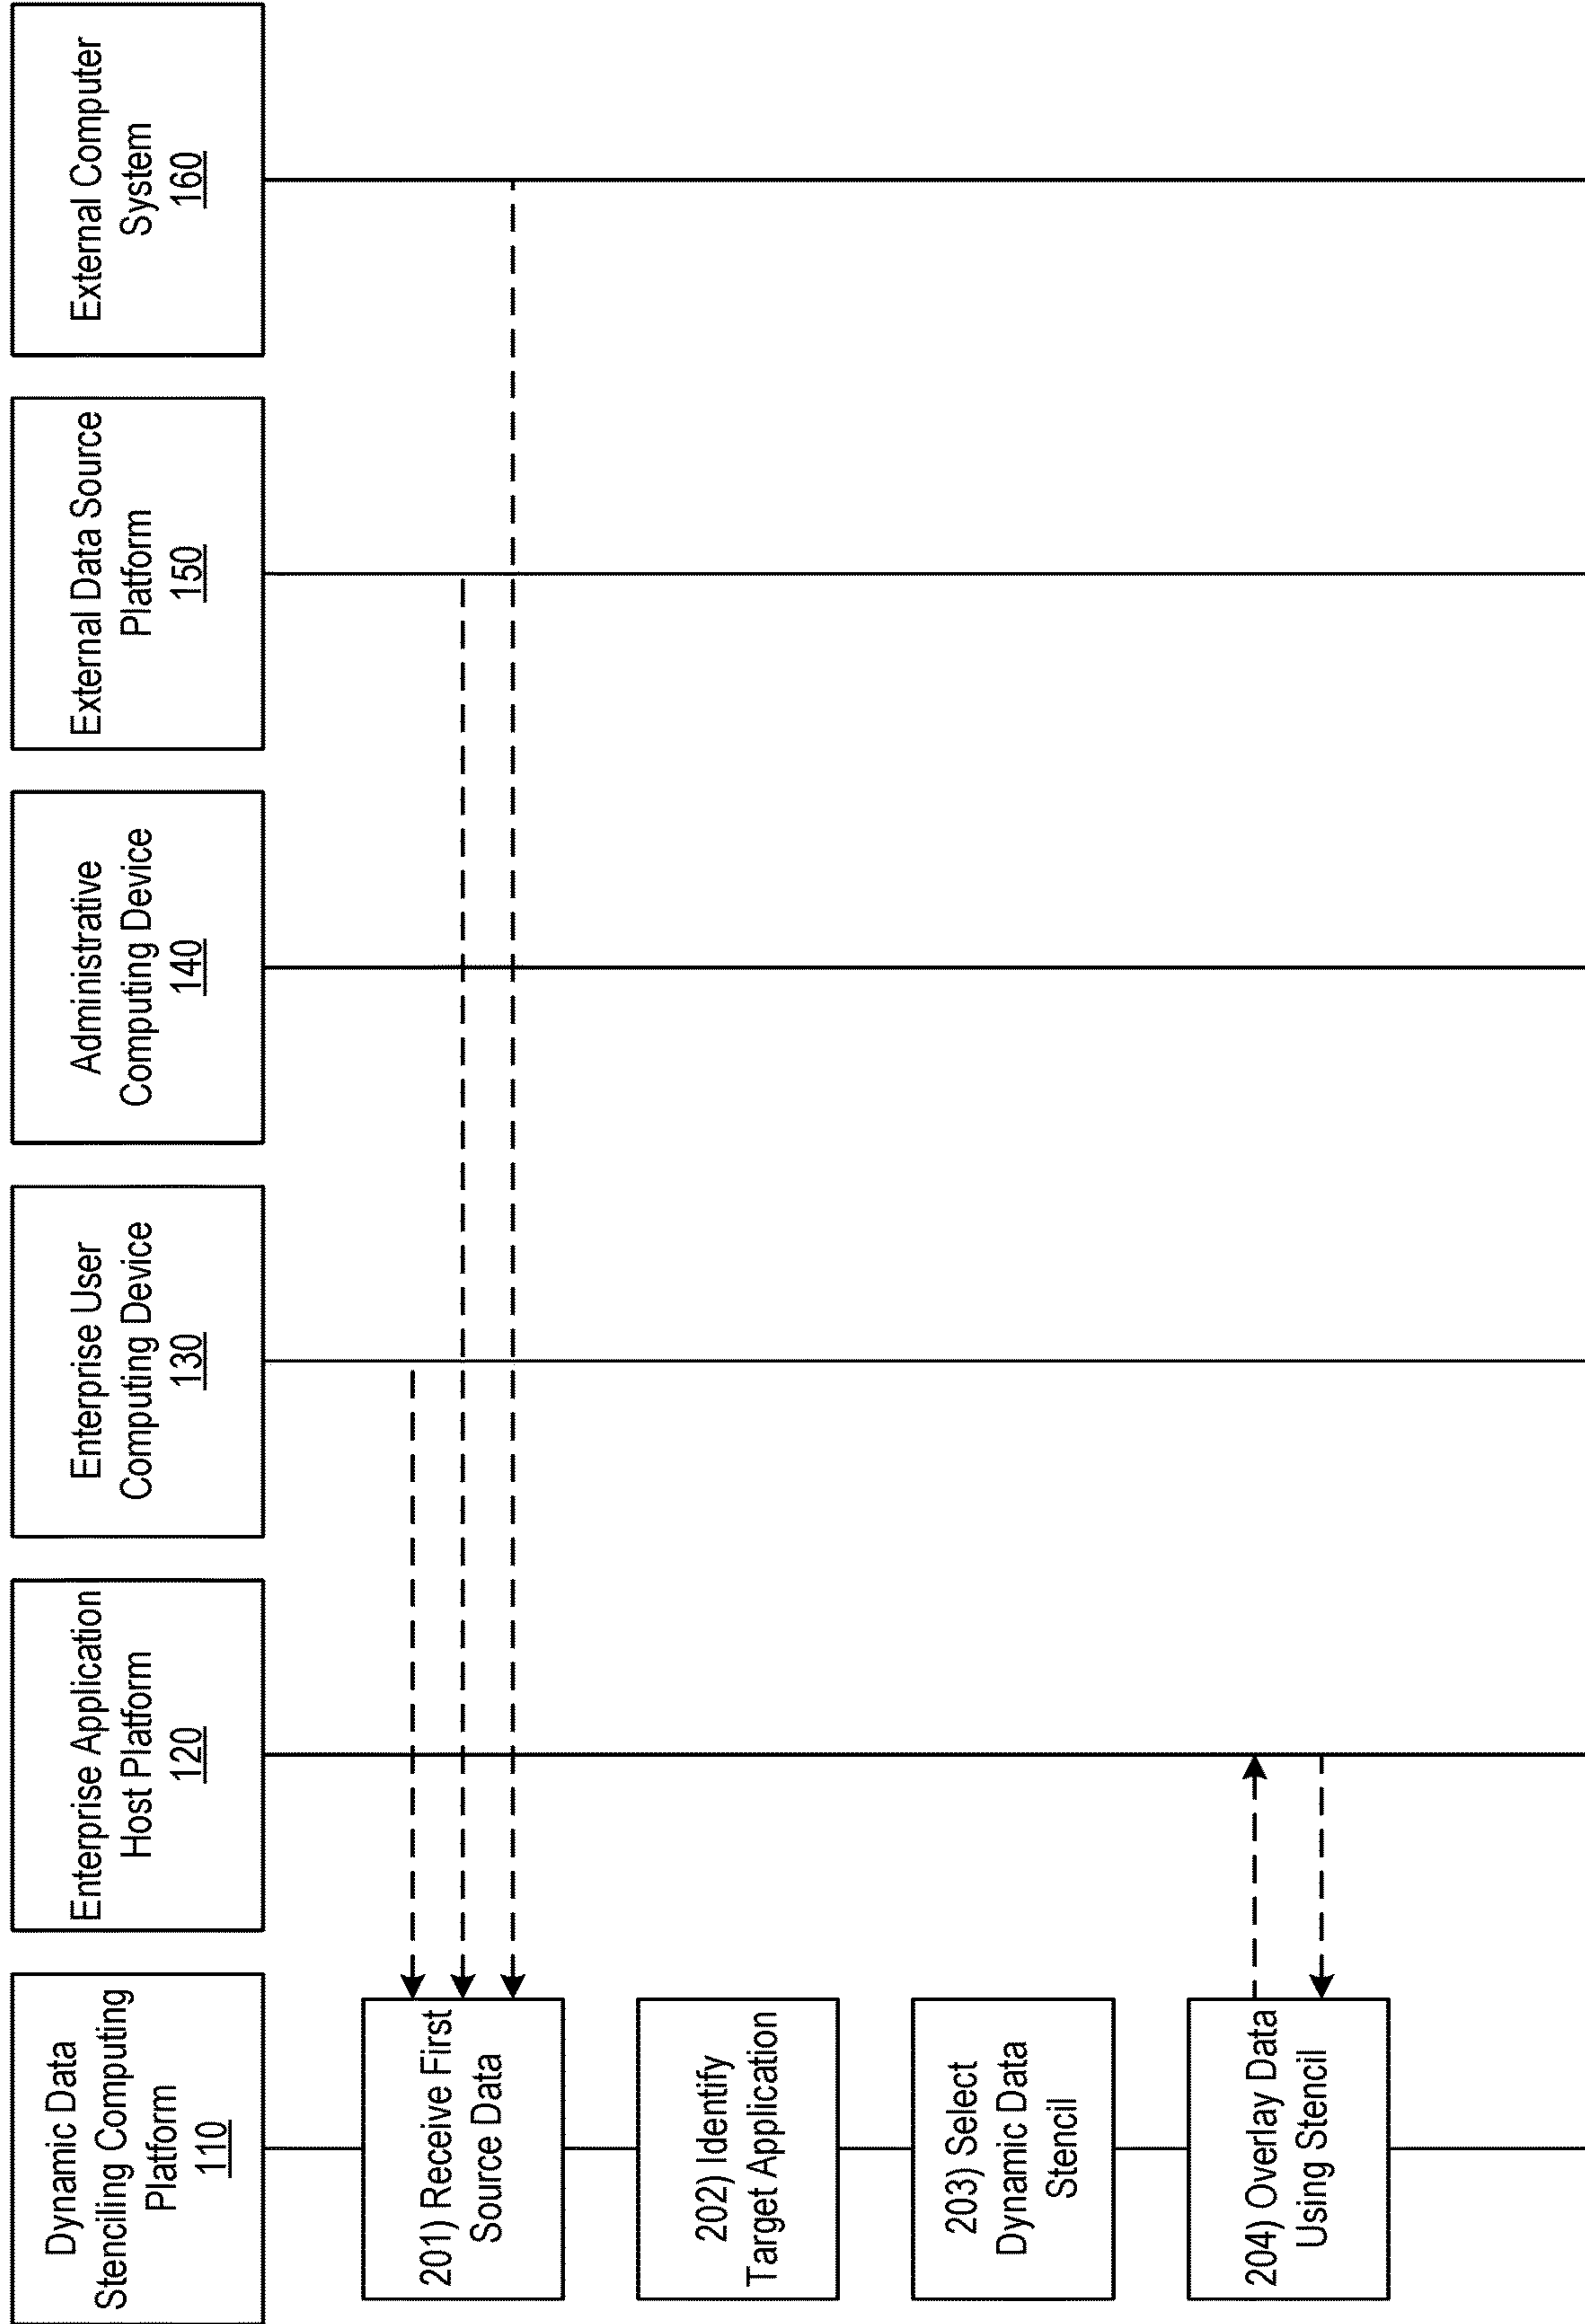 Dynamic Data
Stenciling Computing
Platform
110
Enterprise Application
Host Platform
120
Enterprise User
Computing Device
130
Administrative
Computing Device
140
External Data Source
Platform
150
External Computer
System
160
201) Receive First
Source Data
202) Identify
Target Application
203) Select
Dynamic Data
Stencil
204) Overlay Data
Using Stencil